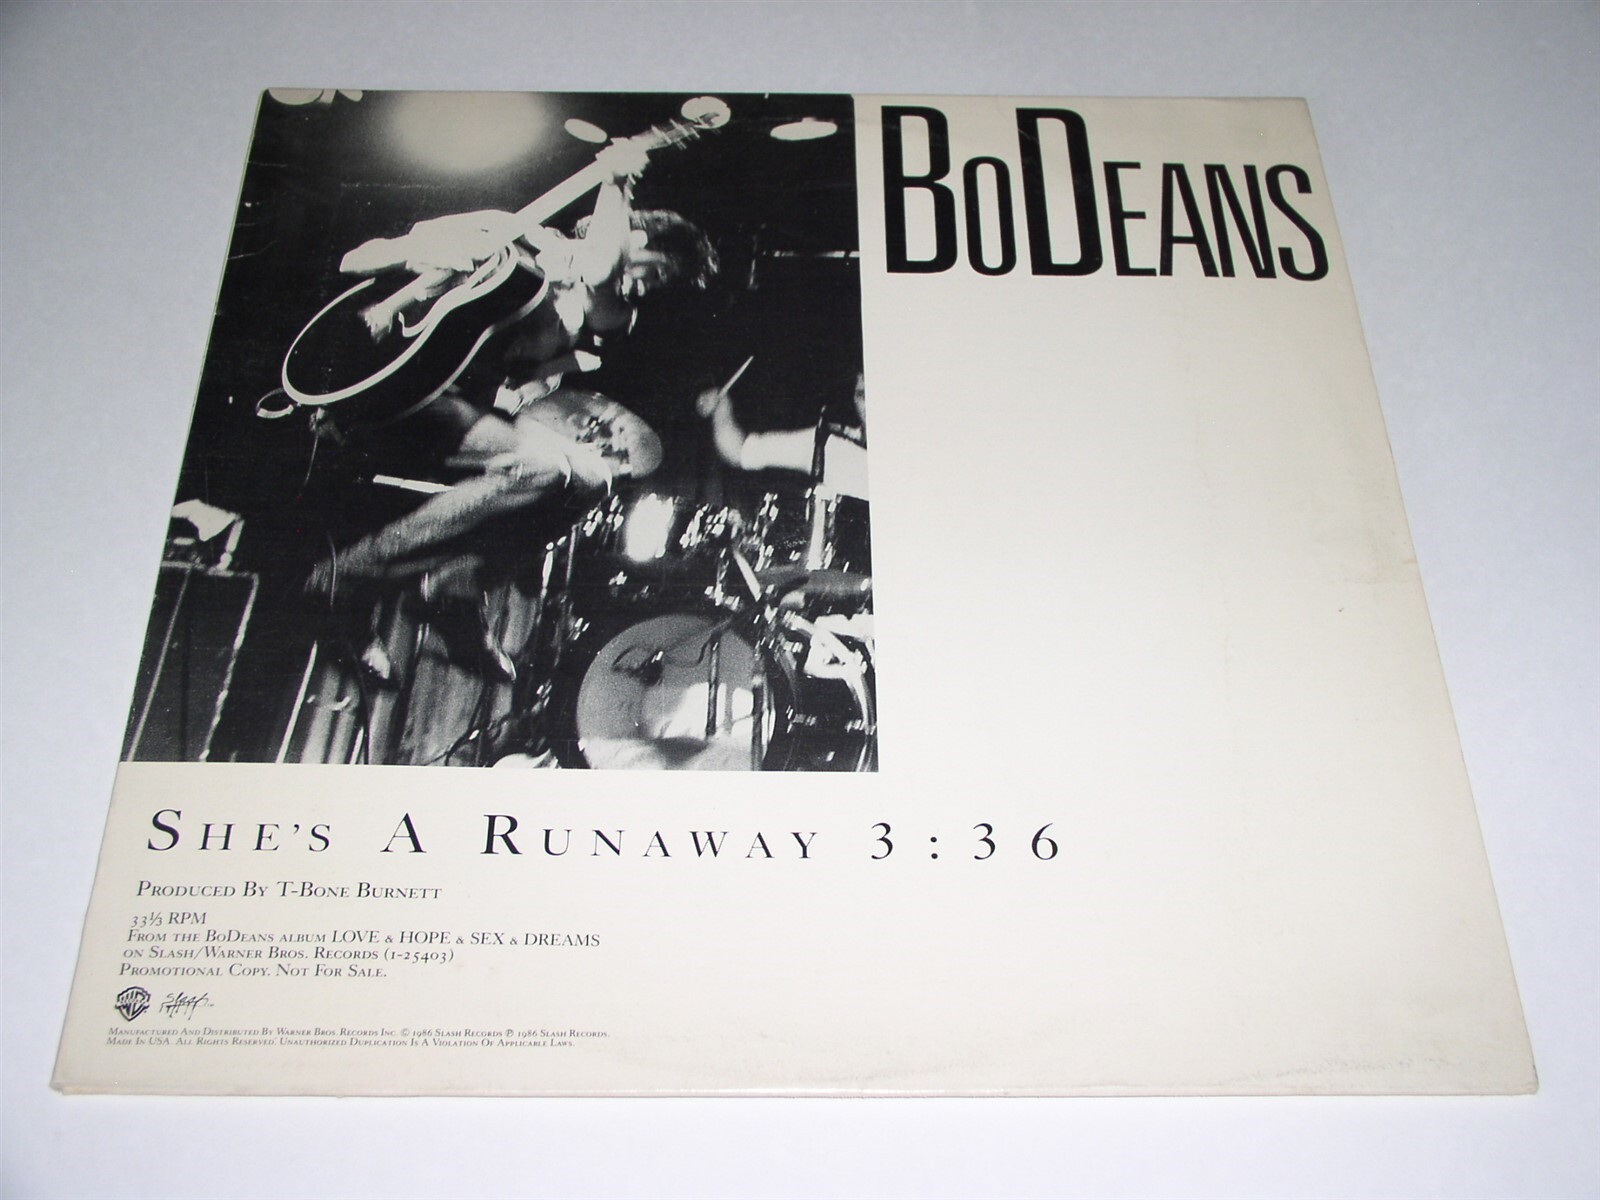 BoDeans
She's A Runaway 3:36
Produced By T-Bone Burnett
33⅓ RPM
From the BoDeans album LOVE & HOPE & SEX & DREAMS
on Slash/Warner Bros. Records (1-25403)
Promotional Copy. Not For Sale.
Slash
Manufactured And Distributed By Warner Bros. Records Inc. © 1986 Slash Records ℗ 1986 Slash Records.
Made In USA. All Rights Reserved. Unauthorized Duplication Is A Violation Of Applicable Laws.